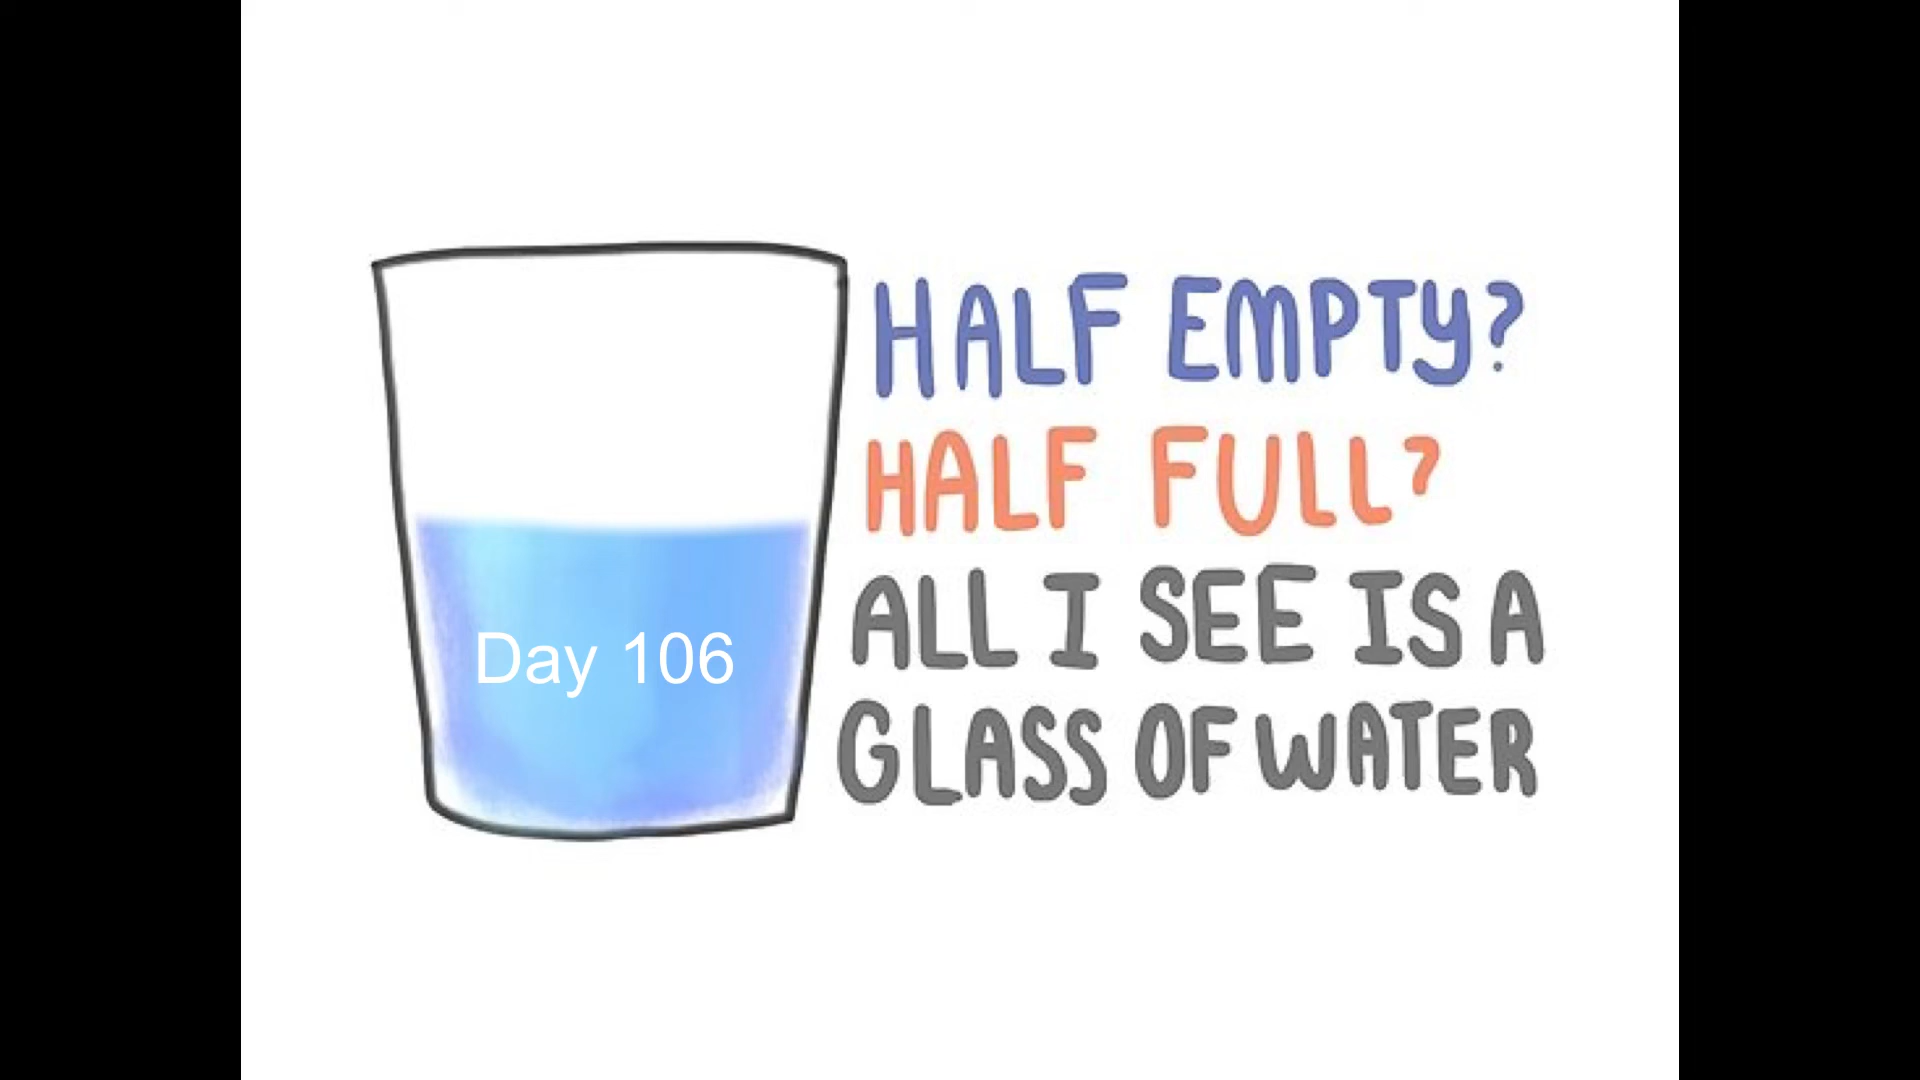 HALF EMPTY?
HALF FULL?
ALL I SEE IS A
GLASS OF WATER
Day 106